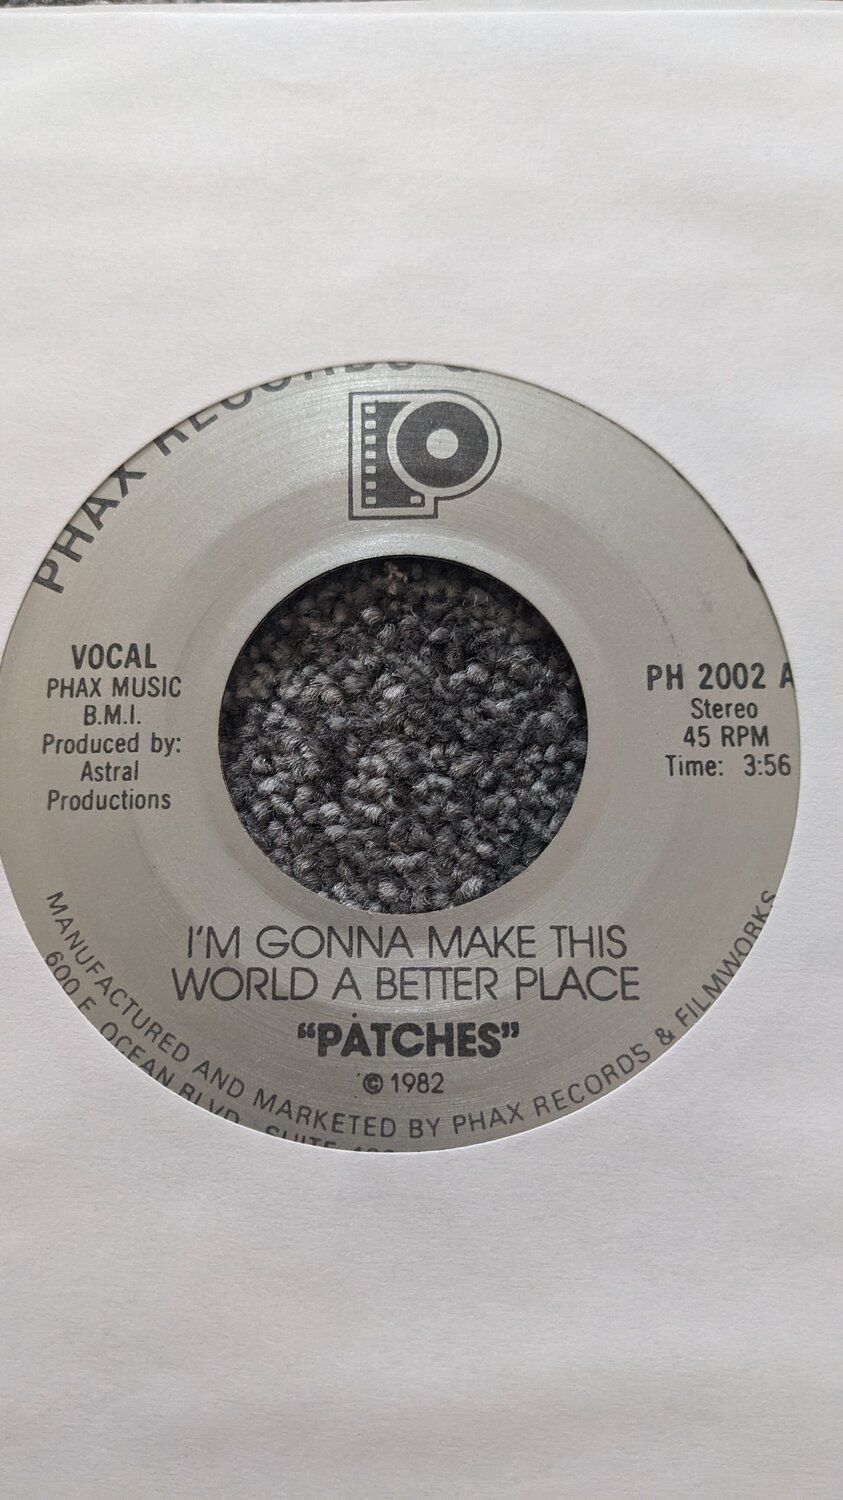 PHAX RECORDS &
VOCAL
PHAX MUSIC
B.M.I.
Produced by:
Astral
Productions
PH 2002 A
Stereo
45 RPM
Time: 3:56
I'M GONNA MAKE THIS
WORLD A BETTER PLACE
“PATCHES”
© 1982
MANUFACTURED AND MARKETED BY PHAX RECORDS & FILMWORKS
600 E. OCEAN BLVD. SUITE